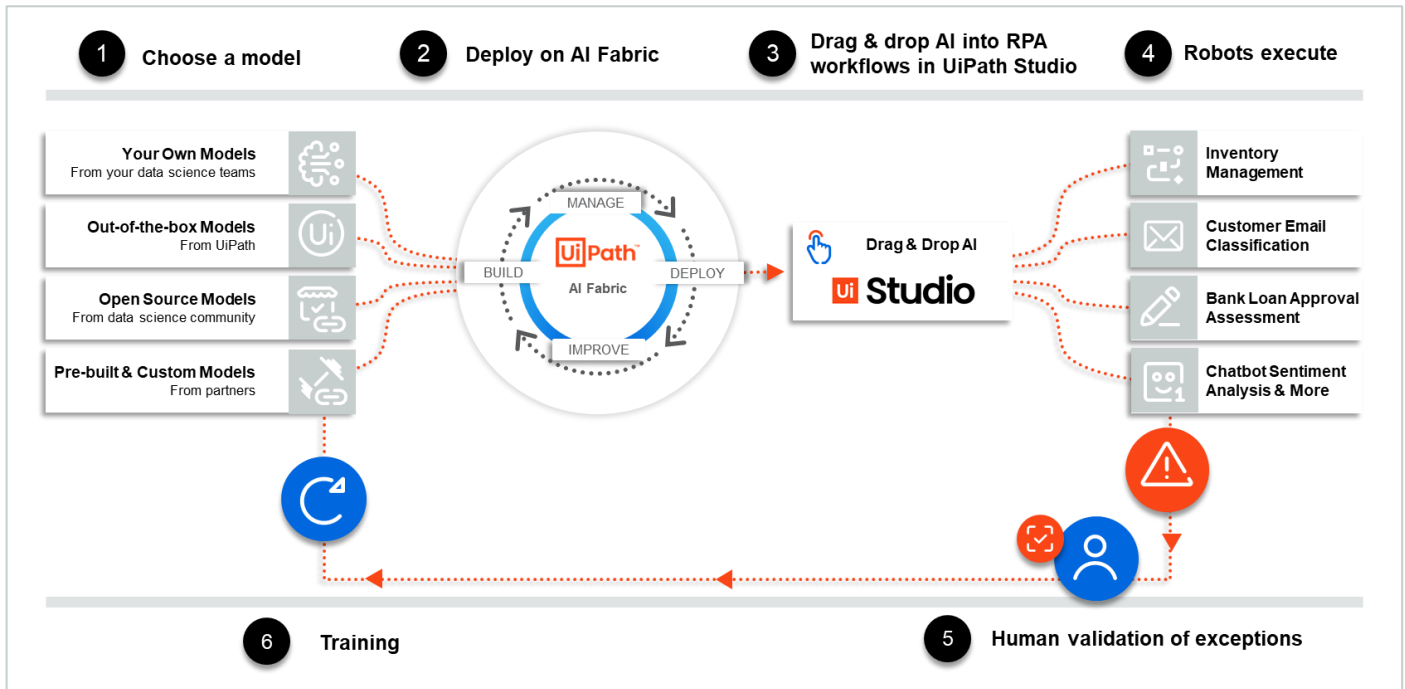 1 Choose a model
2 Deploy on AI Fabric
3 Drag & drop AI into RPA
workflows in UiPath Studio
4 Robots execute
Your Own Models
From your data science teams
Out-of-the-box Models
From UiPath
Ui
Open Source Models
From data science community
Pre-built & Custom Models
From partners
MANAGE
BUILD
UiPath™
AI Fabric
DEPLOY
IMPROVE
Drag & Drop AI
Ui Studio
Inventory
Management
Customer Email
Classification
Bank Loan Approval
Assessment
Chatbot Sentiment
Analysis & More
1
6 Training
5 Human validation of exceptions